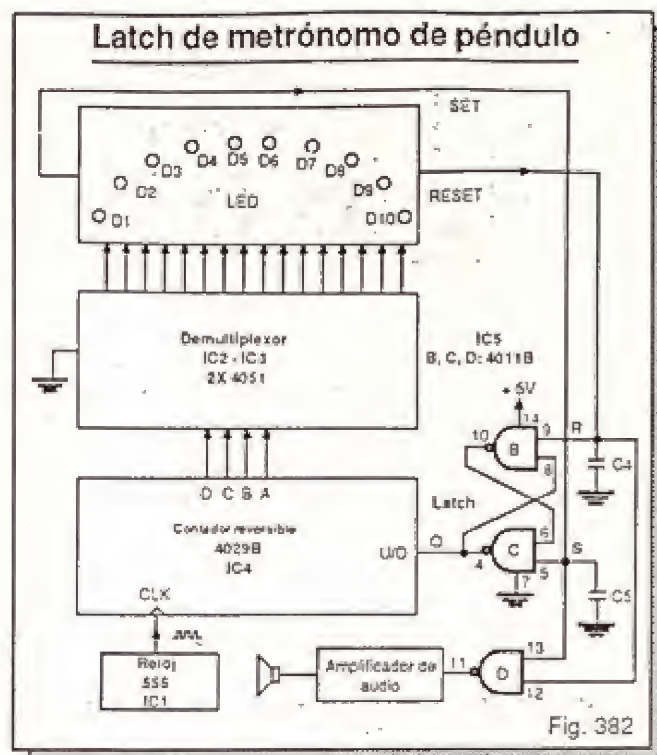 Latch de metrónomo de péndulo
SET
D1
D2
D3
D4
D5
D6
D7
D8
D9
D10
LED
RESET
Demultiplexor
IC2 - IC3
2X 4051
IC5
B, C, D: 4011B
+ 5V
14
10
B
9
R
8
C4
D C B A
Latch
Contador reversible
4029B
IC4
U/D
Q
4
C
6
5
S
7
C5
CLK
Reloj
555
IC1
Amplificador de
audio
11
D
13
12
Fig. 382